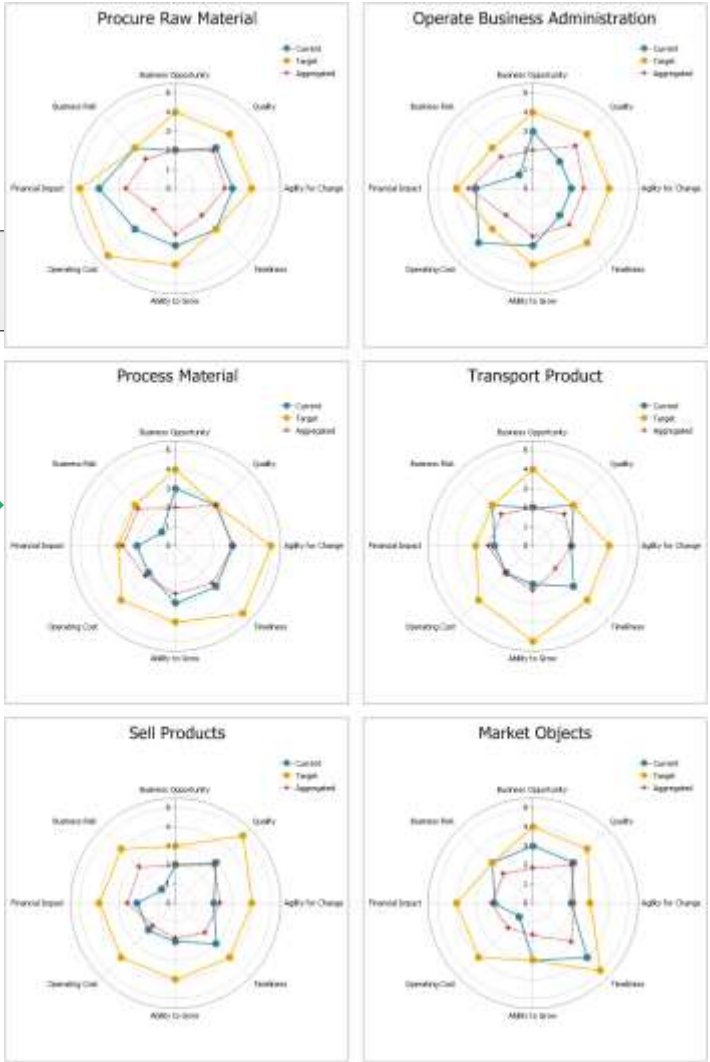 Procure Raw Material
Current
Target
Aggregated
Business Opportunity
Business Risk
Quality
Financial Impact
Agility for Change
Operating Cost
Timeliness
Ability to Grow
Operate Business Administration
Current
Target
Aggregated
Business Opportunity
Business Risk
Quality
Financial Impact
Agility for Change
Operating Cost
Timeliness
Ability to Grow
Process Material
Current
Target
Aggregated
Business Opportunity
Business Risk
Quality
Financial Impact
Agility for Change
Operating Cost
Timeliness
Ability to Grow
Transport Product
Current
Target
Aggregated
Business Opportunity
Business Risk
Quality
Financial Impact
Agility for Change
Operating Cost
Timeliness
Ability to Grow
Sell Products
Current
Target
Aggregated
Business Opportunity
Business Risk
Quality
Financial Impact
Agility for Change
Operating Cost
Timeliness
Ability to Grow
Market Objects
Current
Target
Aggregated
Business Opportunity
Business Risk
Quality
Financial Impact
Agility for Change
Operating Cost
Timeliness
Ability to Grow